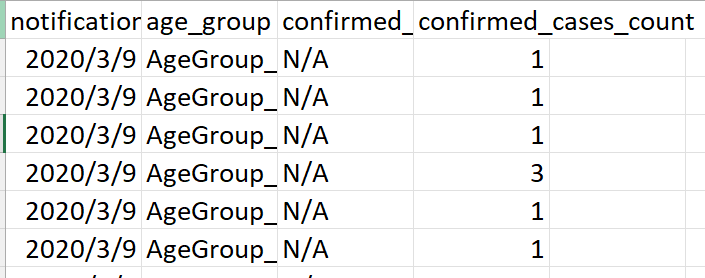 notification age_group confirmed_ confirmed_cases_count
2020/3/9 AgeGroup_ N/A 1
2020/3/9 AgeGroup_ N/A 1
2020/3/9 AgeGroup_ N/A 1
2020/3/9 AgeGroup_ N/A 3
2020/3/9 AgeGroup_ N/A 1
2020/3/9 AgeGroup_ N/A 1